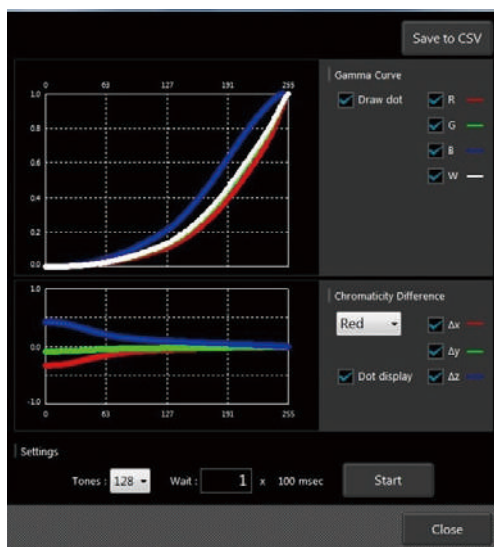 Save to CSV
Gamma Curve
Draw dot
R
G
B
W
0 63 127 191 255
1.0
0.8
0.6
0.4
0.2
0.0
Chromaticity Difference
Red
Δx
Δy
Dot display
Δz
1.0
0.0
-1.0
0 63 127 191 255
Settings
Tones : 128 Wait : 1 x 100 msec Start
Close